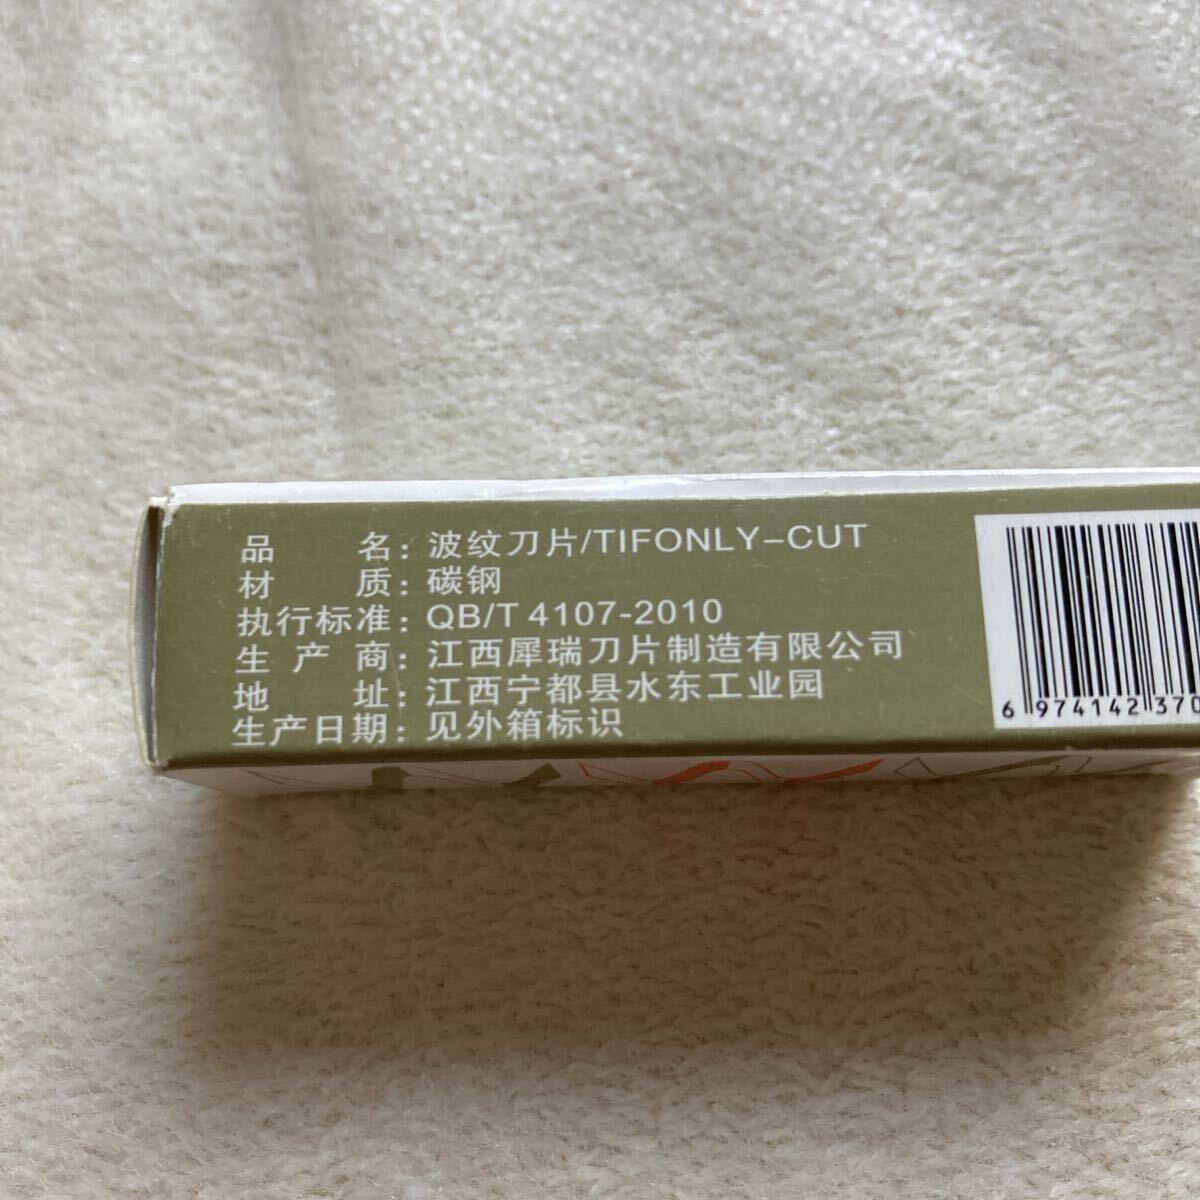 品名：波纹刀片/TIFONLY-CUT
材质：碳钢
执行标准：QB/T 4107-2010
生产商：江西犀瑞刀片制造有限公司
地址：江西宁都县水东工业园
生产日期：见外箱标识
6 974142 370